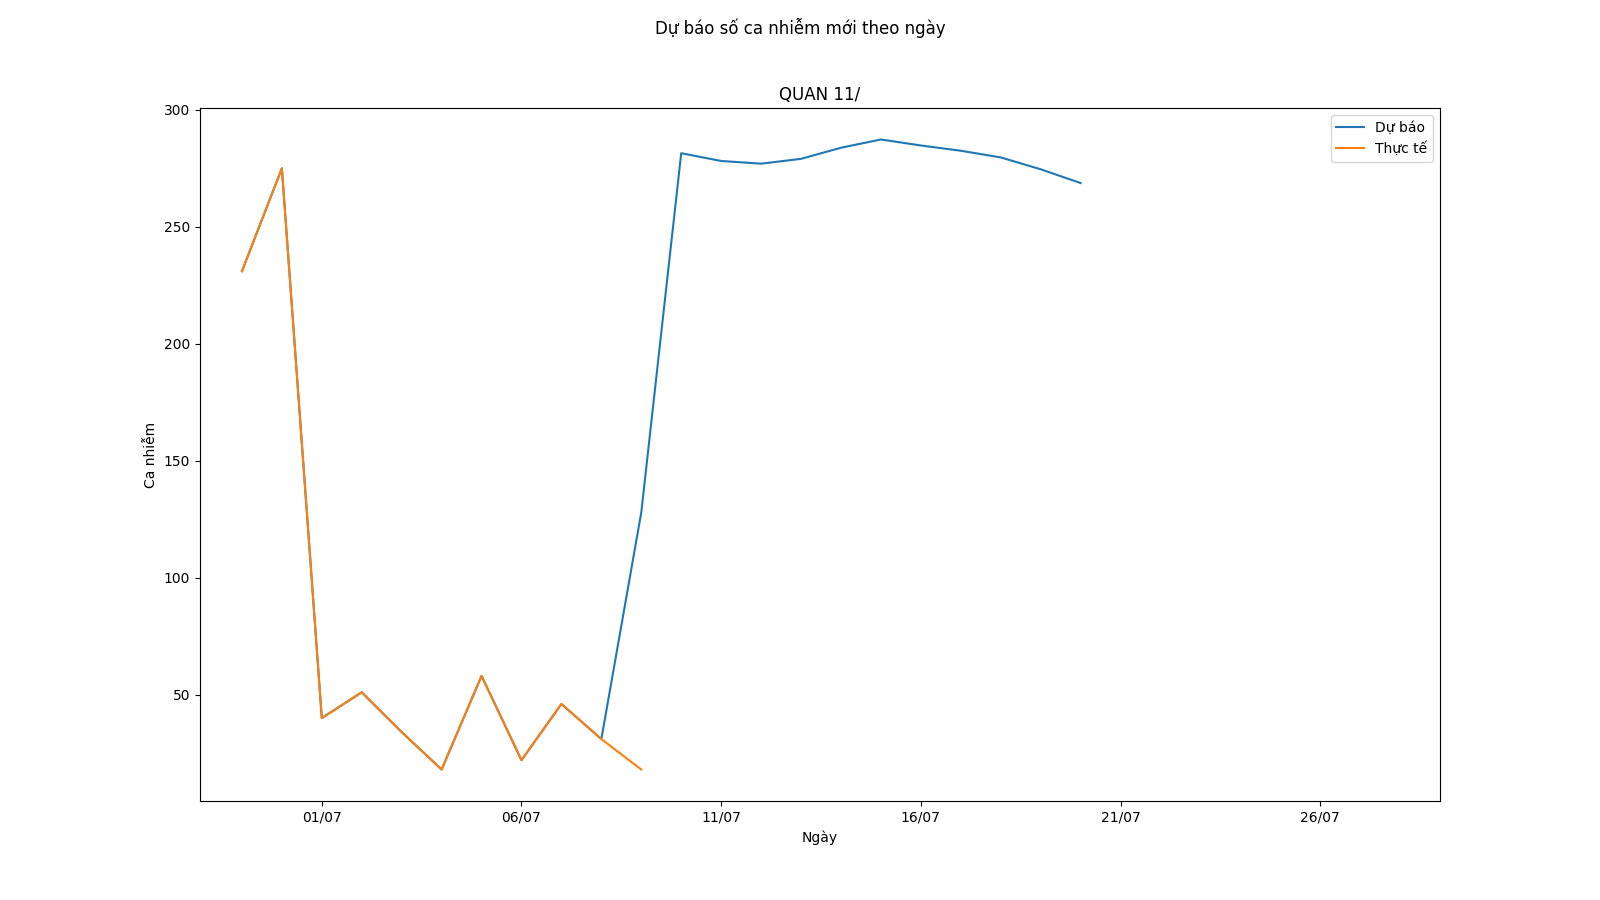 Dự báo số ca nhiễm mới theo ngày
QUAN 11/
300
250
200
150
100
50
Ca nhiễm
Dự báo
Thực tế
01/07
06/07
11/07
16/07
21/07
26/07
Ngày